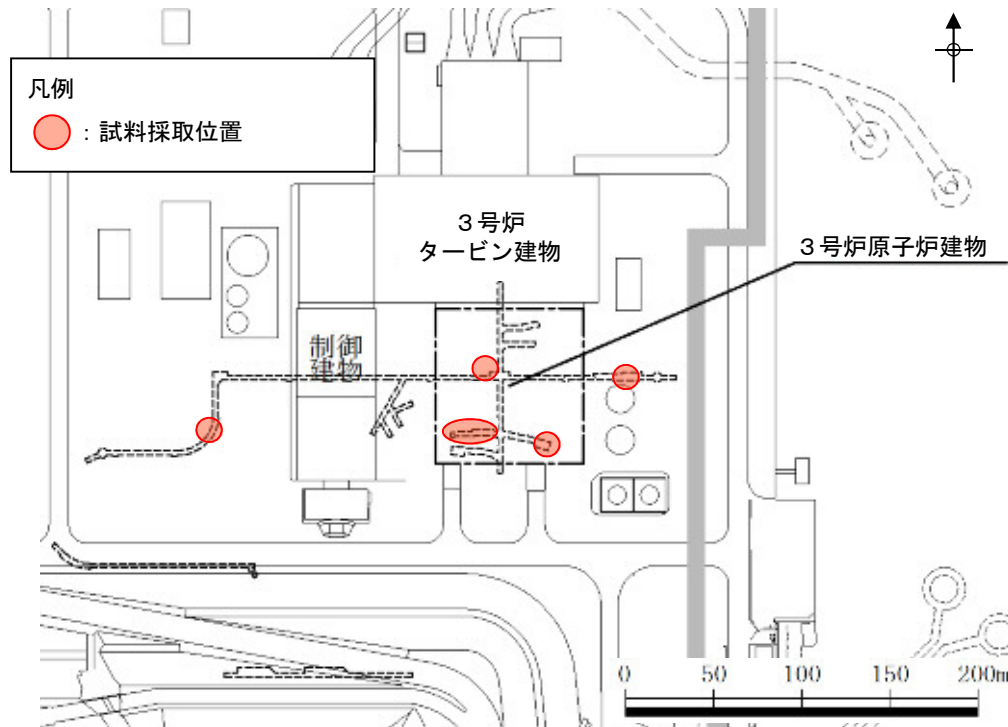 凡例
：試料採取位置
３号炉
タービン建物
３号炉原子炉建物
制御
建物
0 50 100 150 200m